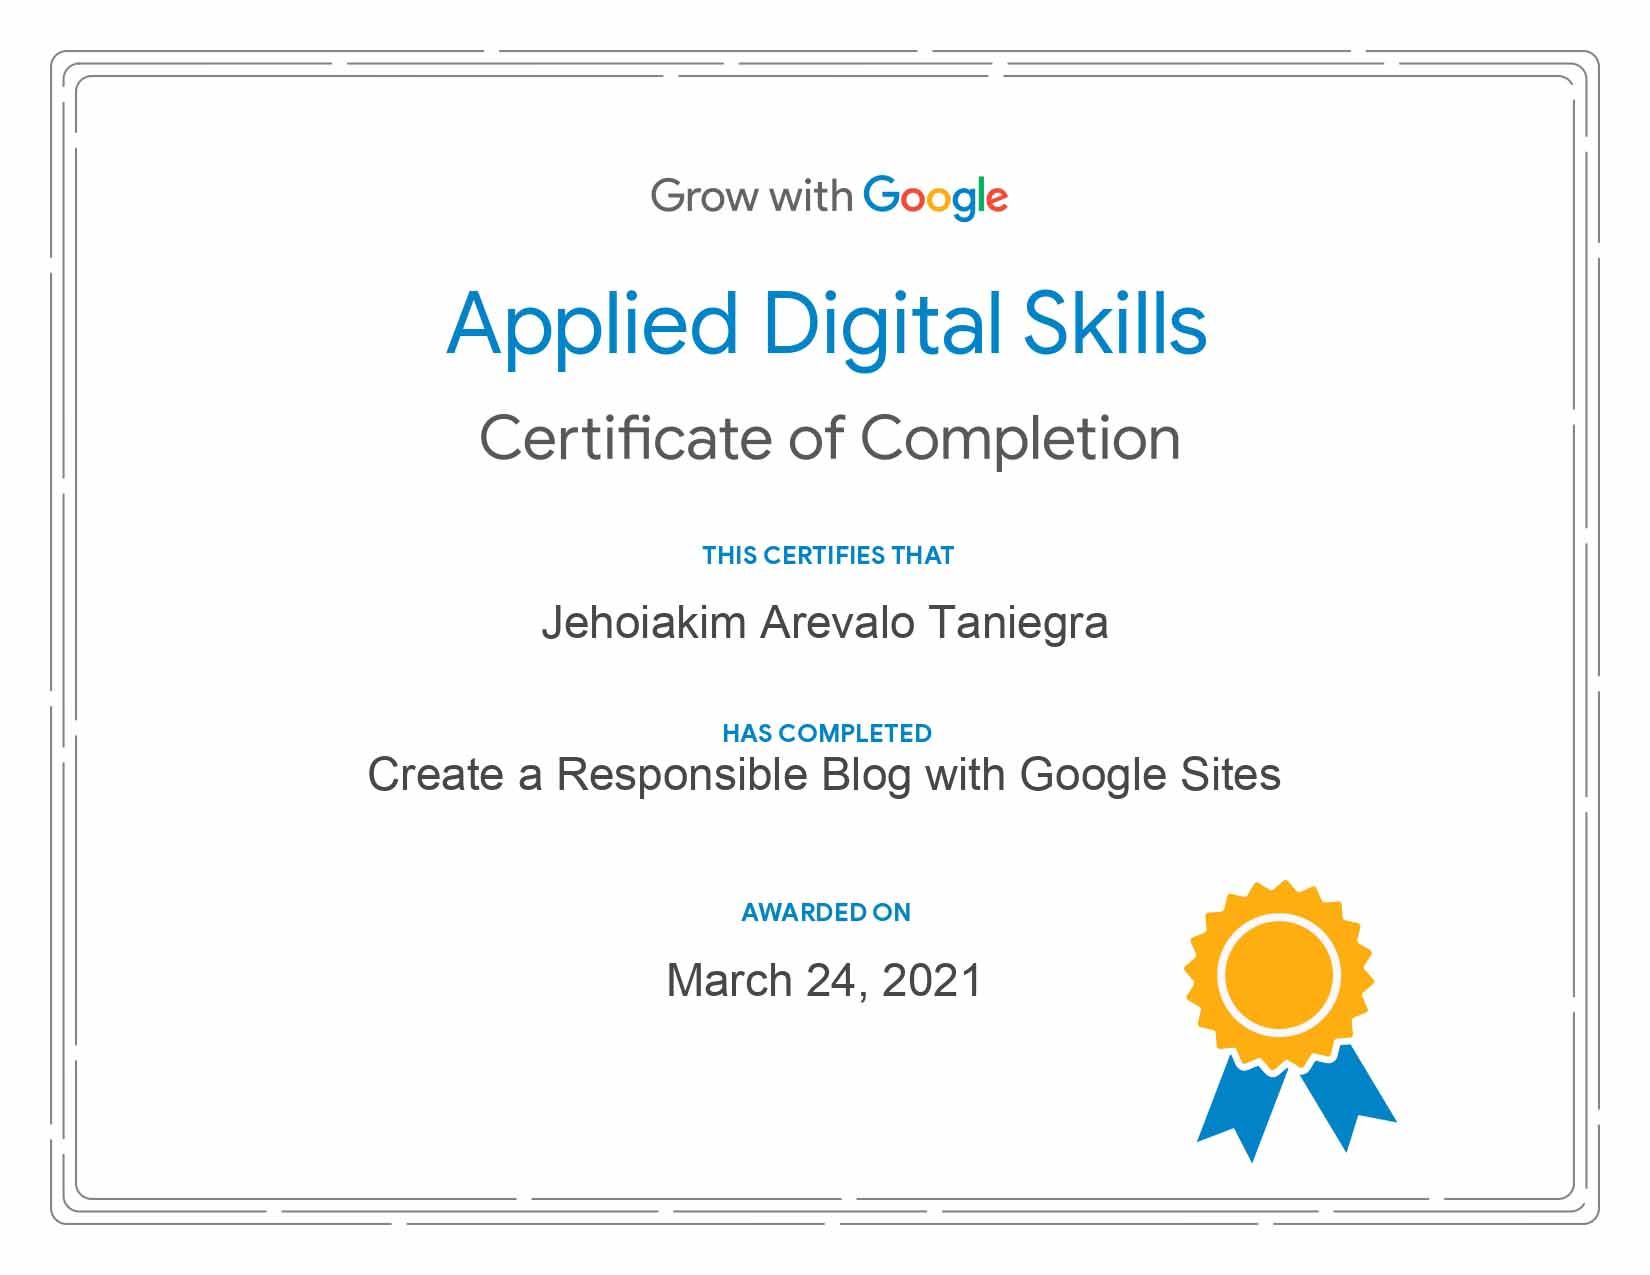 Grow with Google
Applied Digital Skills
Certificate of Completion
THIS CERTIFIES THAT
Jehoiakim Arevalo Taniegra
HAS COMPLETED
Create a Responsible Blog with Google Sites
AWARDED ON
March 24, 2021